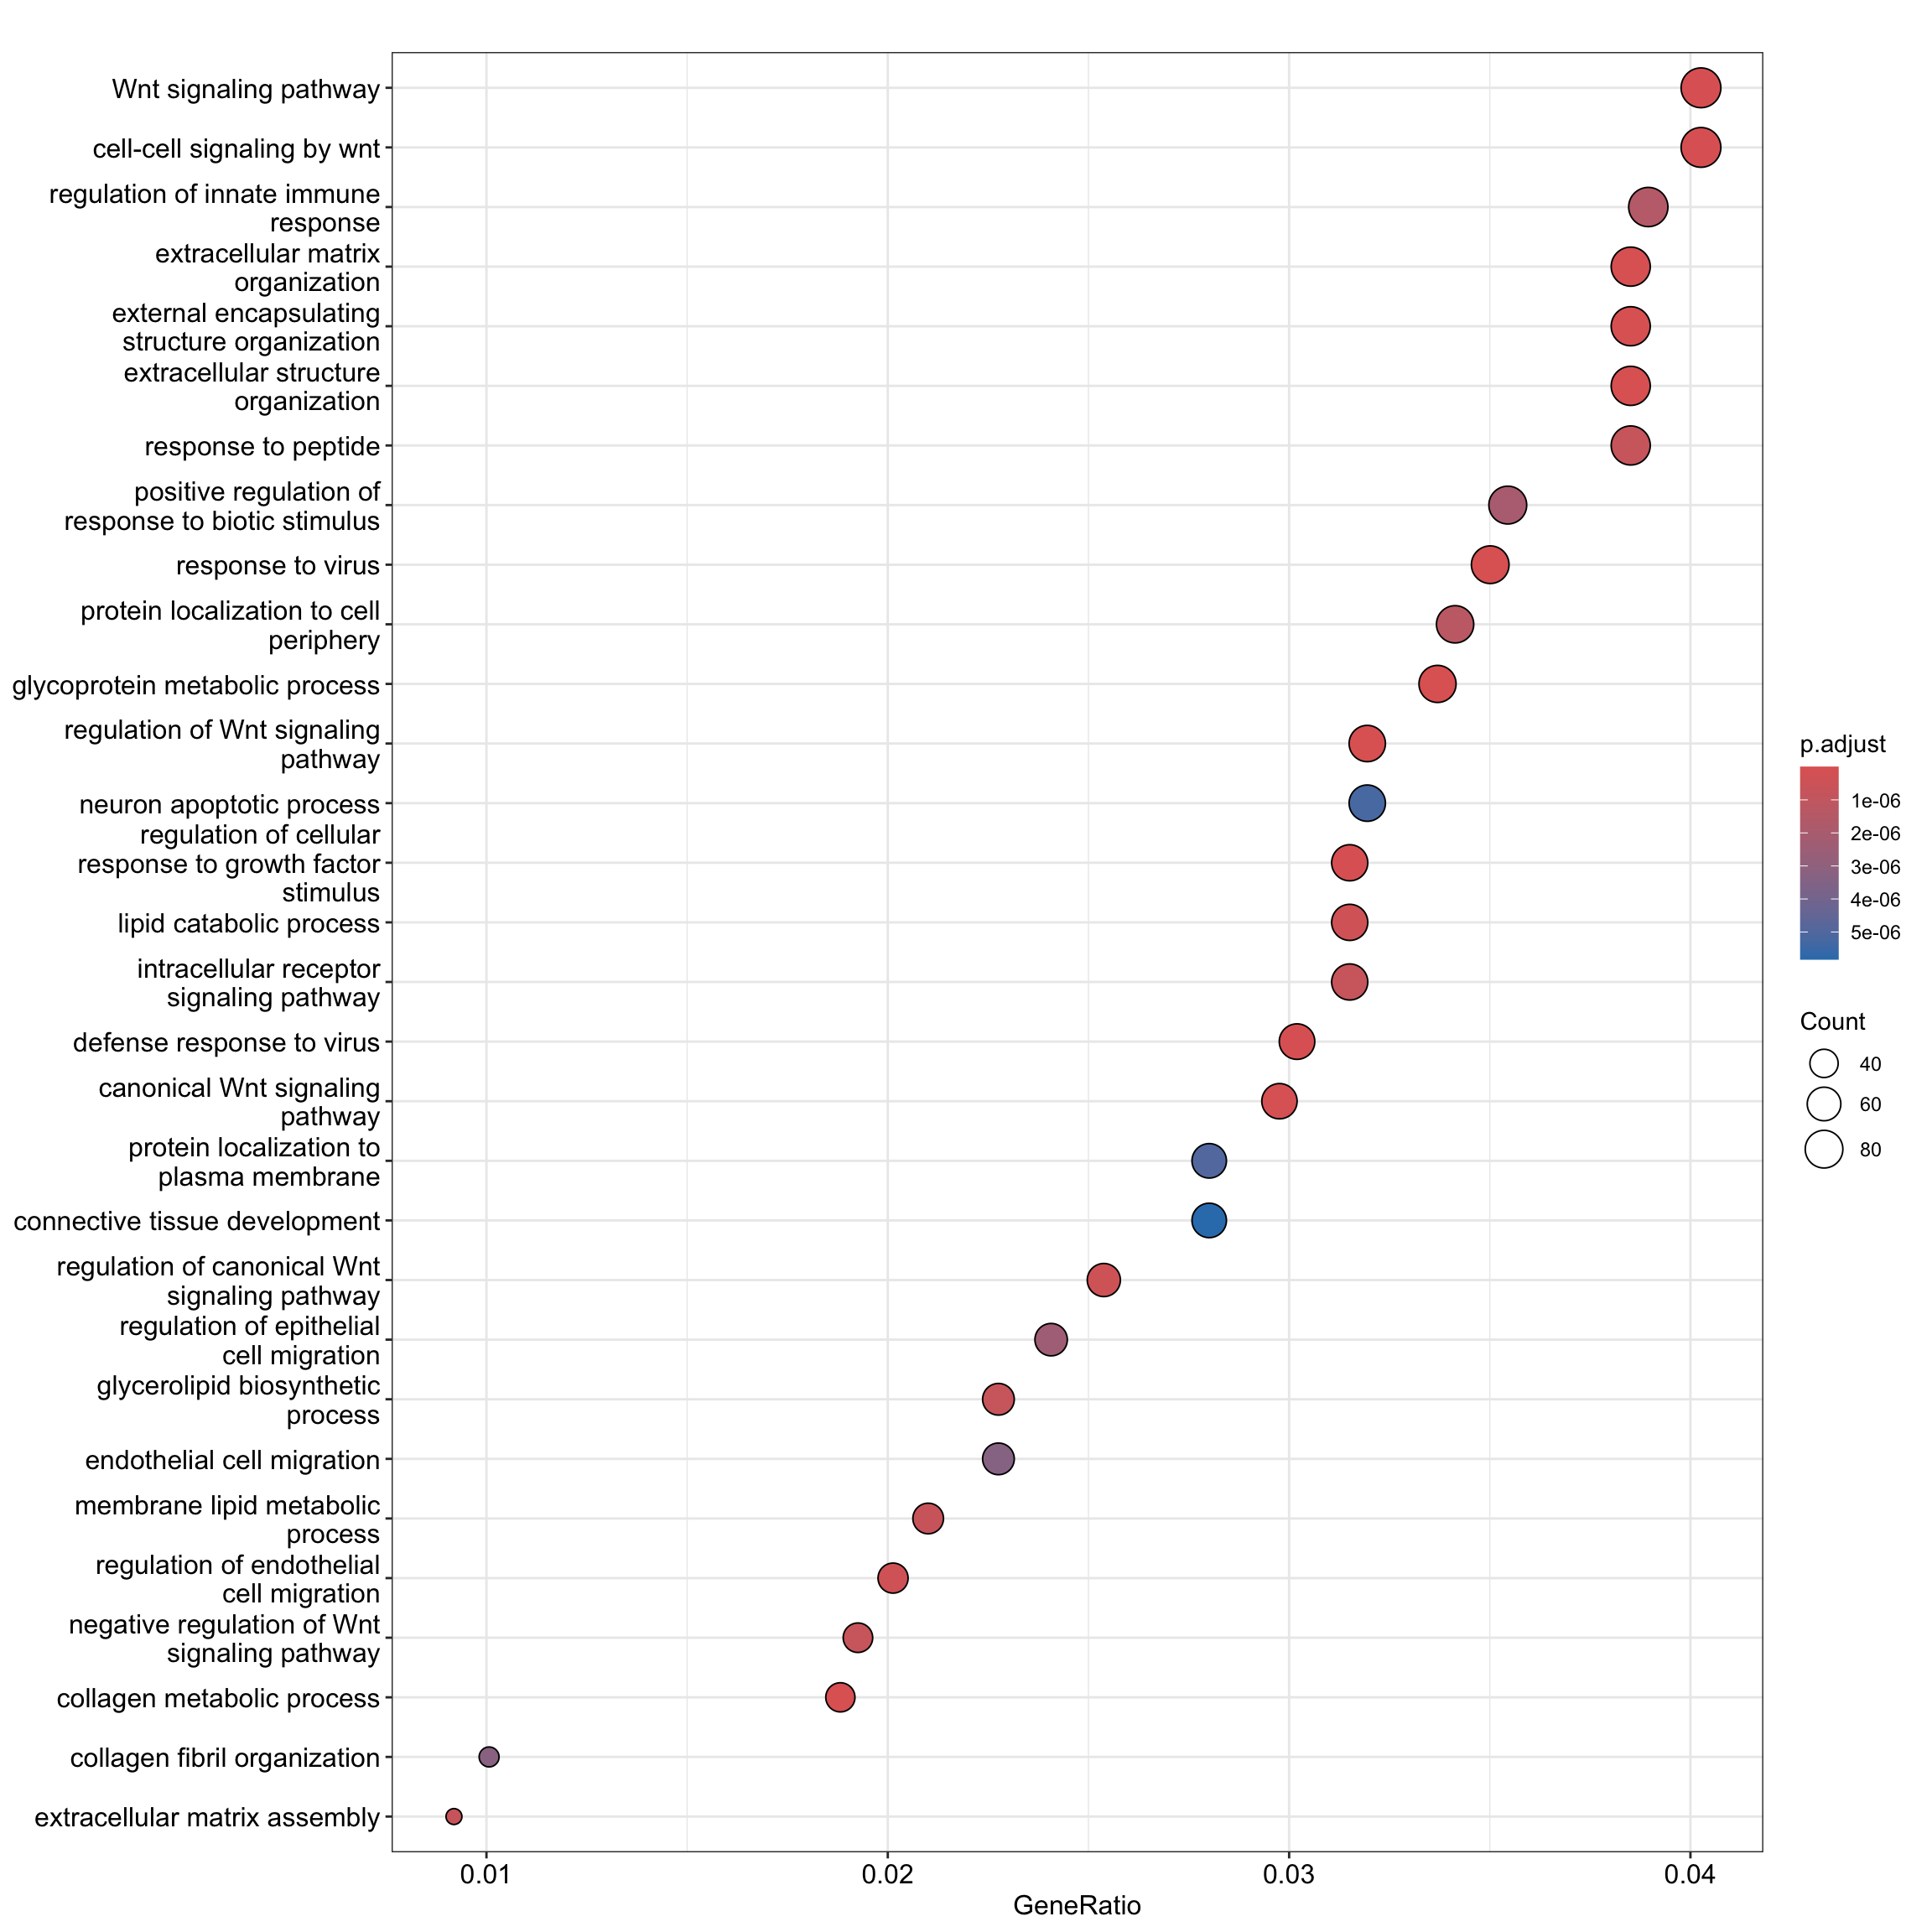 Wnt signaling pathway
cell-cell signaling by wnt
regulation of innate immune
response
extracellular matrix
organization
external encapsulating
structure organization
extracellular structure
organization
response to peptide
positive regulation of
response to biotic stimulus
response to virus
protein localization to cell
periphery
glycoprotein metabolic process
regulation of Wnt signaling
pathway
neuron apoptotic process
regulation of cellular
response to growth factor
stimulus
lipid catabolic process
intracellular receptor
signaling pathway
defense response to virus
canonical Wnt signaling
pathway
protein localization to
plasma membrane
connective tissue development
regulation of canonical Wnt
signaling pathway
regulation of epithelial
cell migration
glycerolipid biosynthetic
process
endothelial cell migration
membrane lipid metabolic
process
regulation of endothelial
cell migration
negative regulation of Wnt
signaling pathway
collagen metabolic process
collagen fibril organization
extracellular matrix assembly
0.01 0.02 0.03 0.04
GeneRatio
p.adjust
1e-06
2e-06
3e-06
4e-06
5e-06
Count
40
60
80